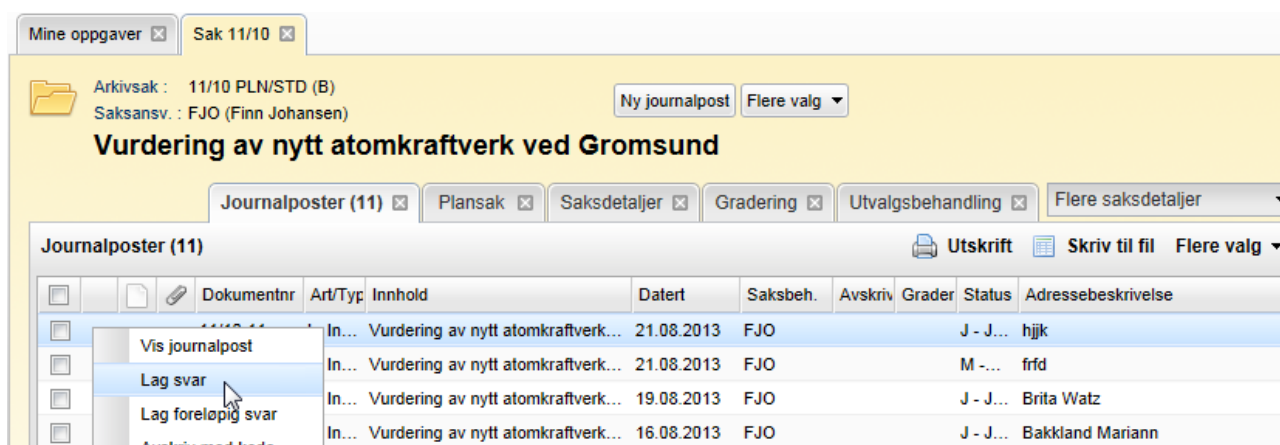 Mine oppgaver Sak 11/10
Arkivsak : 11/10 PLN/STD (B)
Ny journalpost Flere valg
Saksansv. : FJO (Finn Johansen)
Vurdering av nytt atomkraftverk ved Gromsund
Journalposter (11) Plansak Saksdetaljer Gradering Utvalgsbehandling Flere saksdetaljer
Journalposter (11) Utskrift Skriv til fil Flere valg
Dokumentnr Art/Typ Innhold Datert Saksbeh. Avskriv Grader Status Adressebeskrivelse
In... Vurdering av nytt atomkraftverk... 21.08.2013 FJO J - J... hjjk
Vis journalpost
In... Vurdering av nytt atomkraftverk... 21.08.2013 FJO M -... frfd
Lag svar
In... Vurdering av nytt atomkraftverk... 19.08.2013 FJO J - J... Brita Watz
Lag foreløpig svar
In... Vurdering av nytt atomkraftverk... 16.08.2013 FJO J - J... Bakkland Mariann